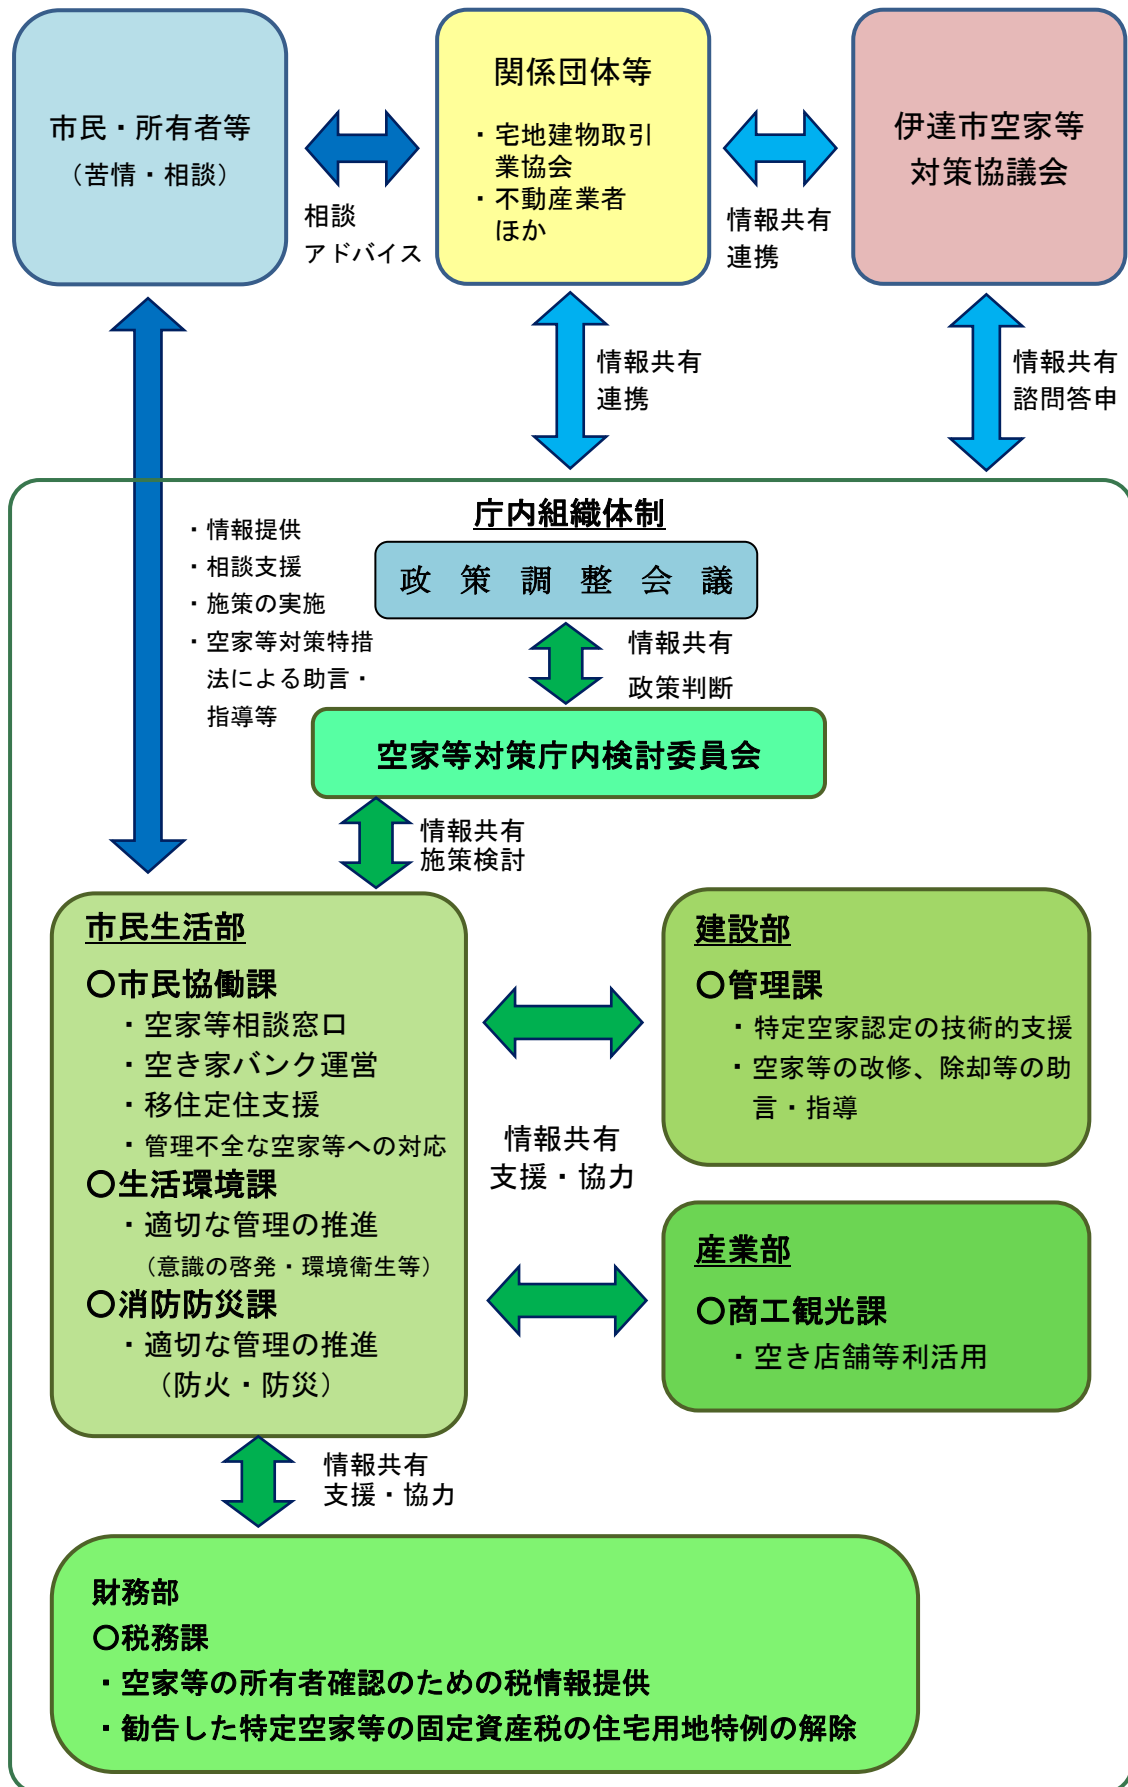 市民・所有者等
（苦情・相談）
相談
アドバイス
関係団体等
・宅地建物取引
業協会
・不動産業者
ほか
情報共有
連携
伊達市空家等
対策協議会
情報共有
連携
情報共有
諮問答申
・情報提供
・相談支援
・施策の実施
・空家等対策特措
法による助言・
指導等
庁内組織体制
政策調整会議
情報共有
政策判断
空家等対策庁内検討委員会
情報共有
施策検討
市民生活部
〇市民協働課
・空家等相談窓口
・空き家バンク運営
・移住定住支援
・管理不全な空家等への対応
〇生活環境課
・適切な管理の推進
（意識の啓発・環境衛生等）
〇消防防災課
・適切な管理の推進
（防火・防災）
情報共有
支援・協力
建設部
〇管理課
・特定空家認定の技術的支援
・空家等の改修、除却等の助
言・指導
産業部
〇商工観光課
・空き店舗等利活用
情報共有
支援・協力
財務部
〇税務課
・空家等の所有者確認のための税情報提供
・勧告した特定空家等の固定資産税の住宅用地特例の解除